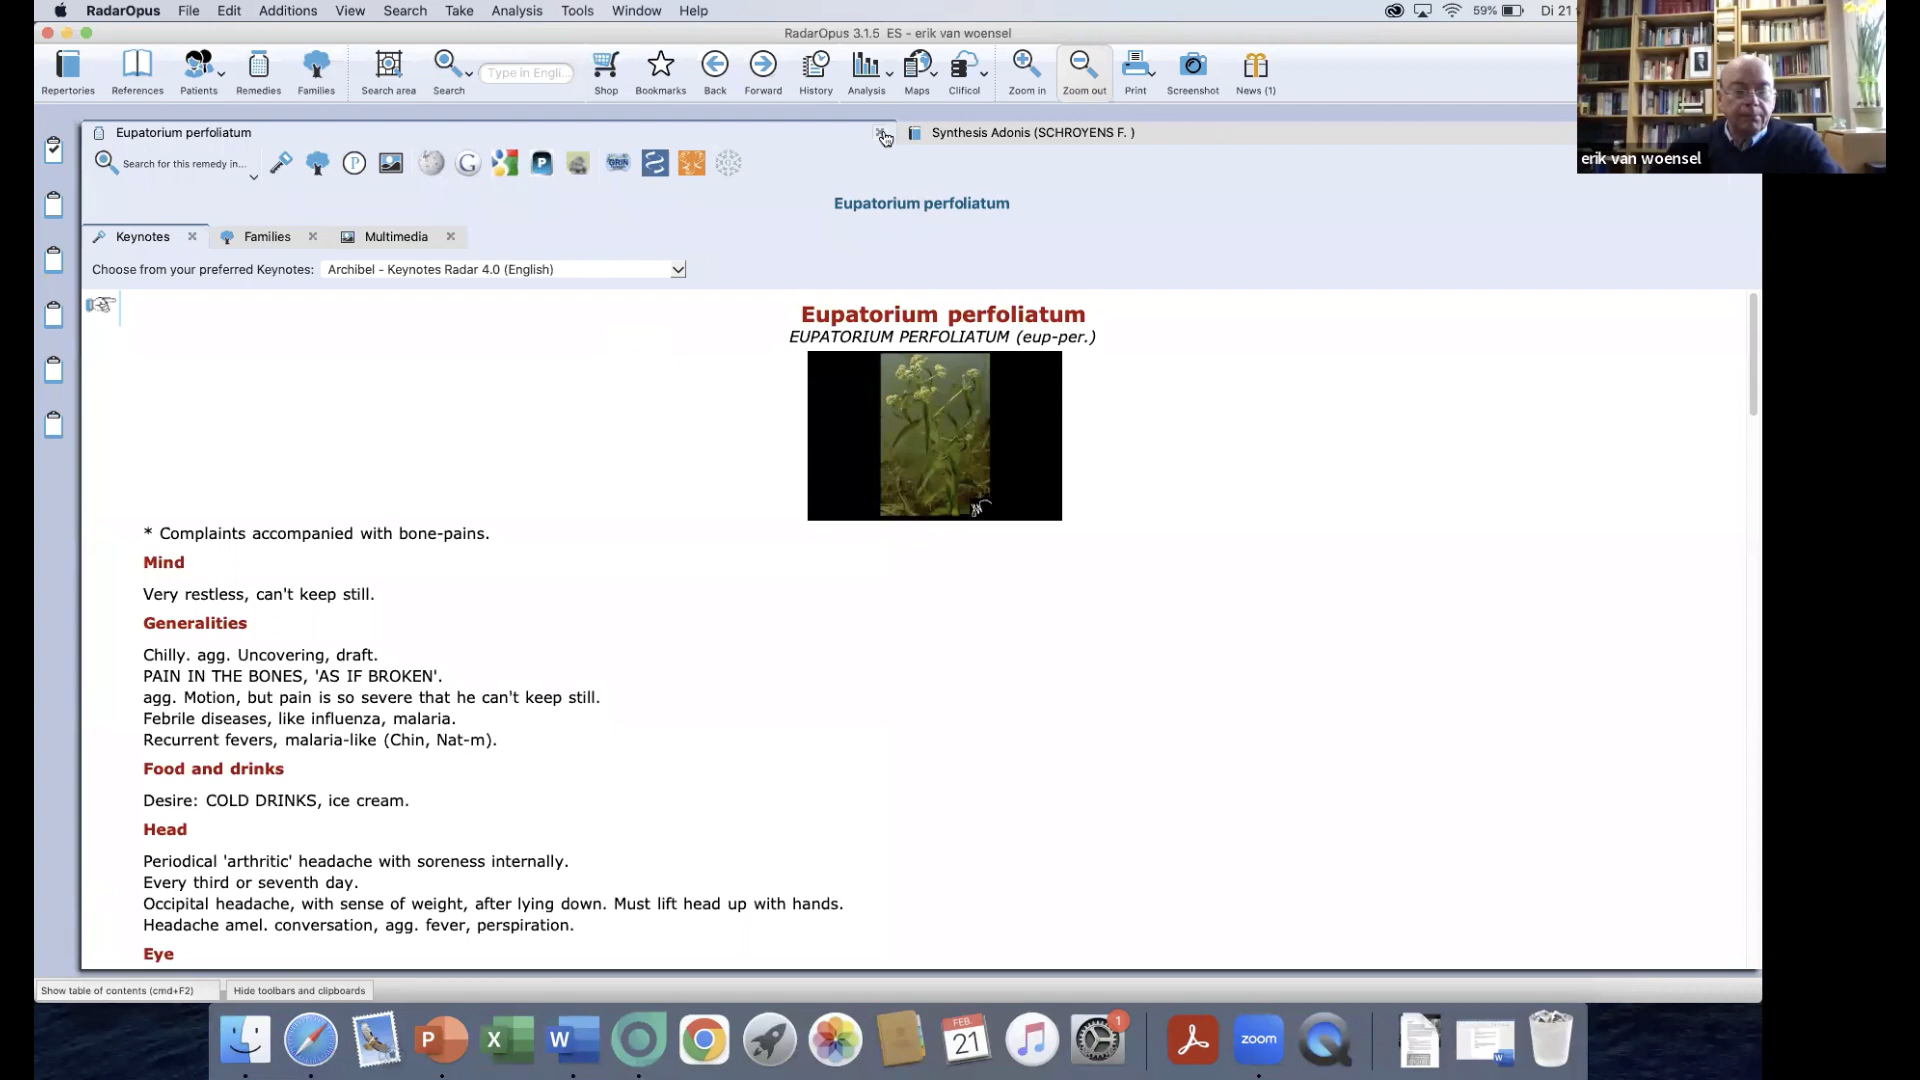 RadarOpus File Edit Additions View Search Take Analysis Tools Window Help
59% Di 21
RadarOpus 3.1.5 ES - erik van woensel
Type in Engli...
Repertories References Patients Remedies Families Search area Search Shop Bookmarks Back Forward History Analysis Maps Clificol Zoom in Zoom out Print Screenshot News (1)
Eupatorium perfoliatum
Synthesis Adonis (SCHROYENS F. )
erik van woensel
Search for this remedy in...
P G P GRIN
Eupatorium perfoliatum
Keynotes Families Multimedia
Choose from your preferred Keynotes: Archibel - Keynotes Radar 4.0 (English)
Eupatorium perfoliatum
EUPATORIUM PERFOLIATUM (eup-per.)
* Complaints accompanied with bone-pains.
Mind
Very restless, can't keep still.
Generalities
Chilly. agg. Uncovering, draft.
PAIN IN THE BONES, 'AS IF BROKEN'.
agg. Motion, but pain is so severe that he can't keep still.
Febrile diseases, like influenza, malaria.
Recurrent fevers, malaria-like (Chin, Nat-m).
Food and drinks
Desire: COLD DRINKS, ice cream.
Head
Periodical 'arthritic' headache with soreness internally.
Every third or seventh day.
Occipital headache, with sense of weight, after lying down. Must lift head up with hands.
Headache amel. conversation, agg. fever, perspiration.
Eye
Show table of contents (cmd+F2) Hide toolbars and clipboards
P X W FEB. 21 1 zoom W